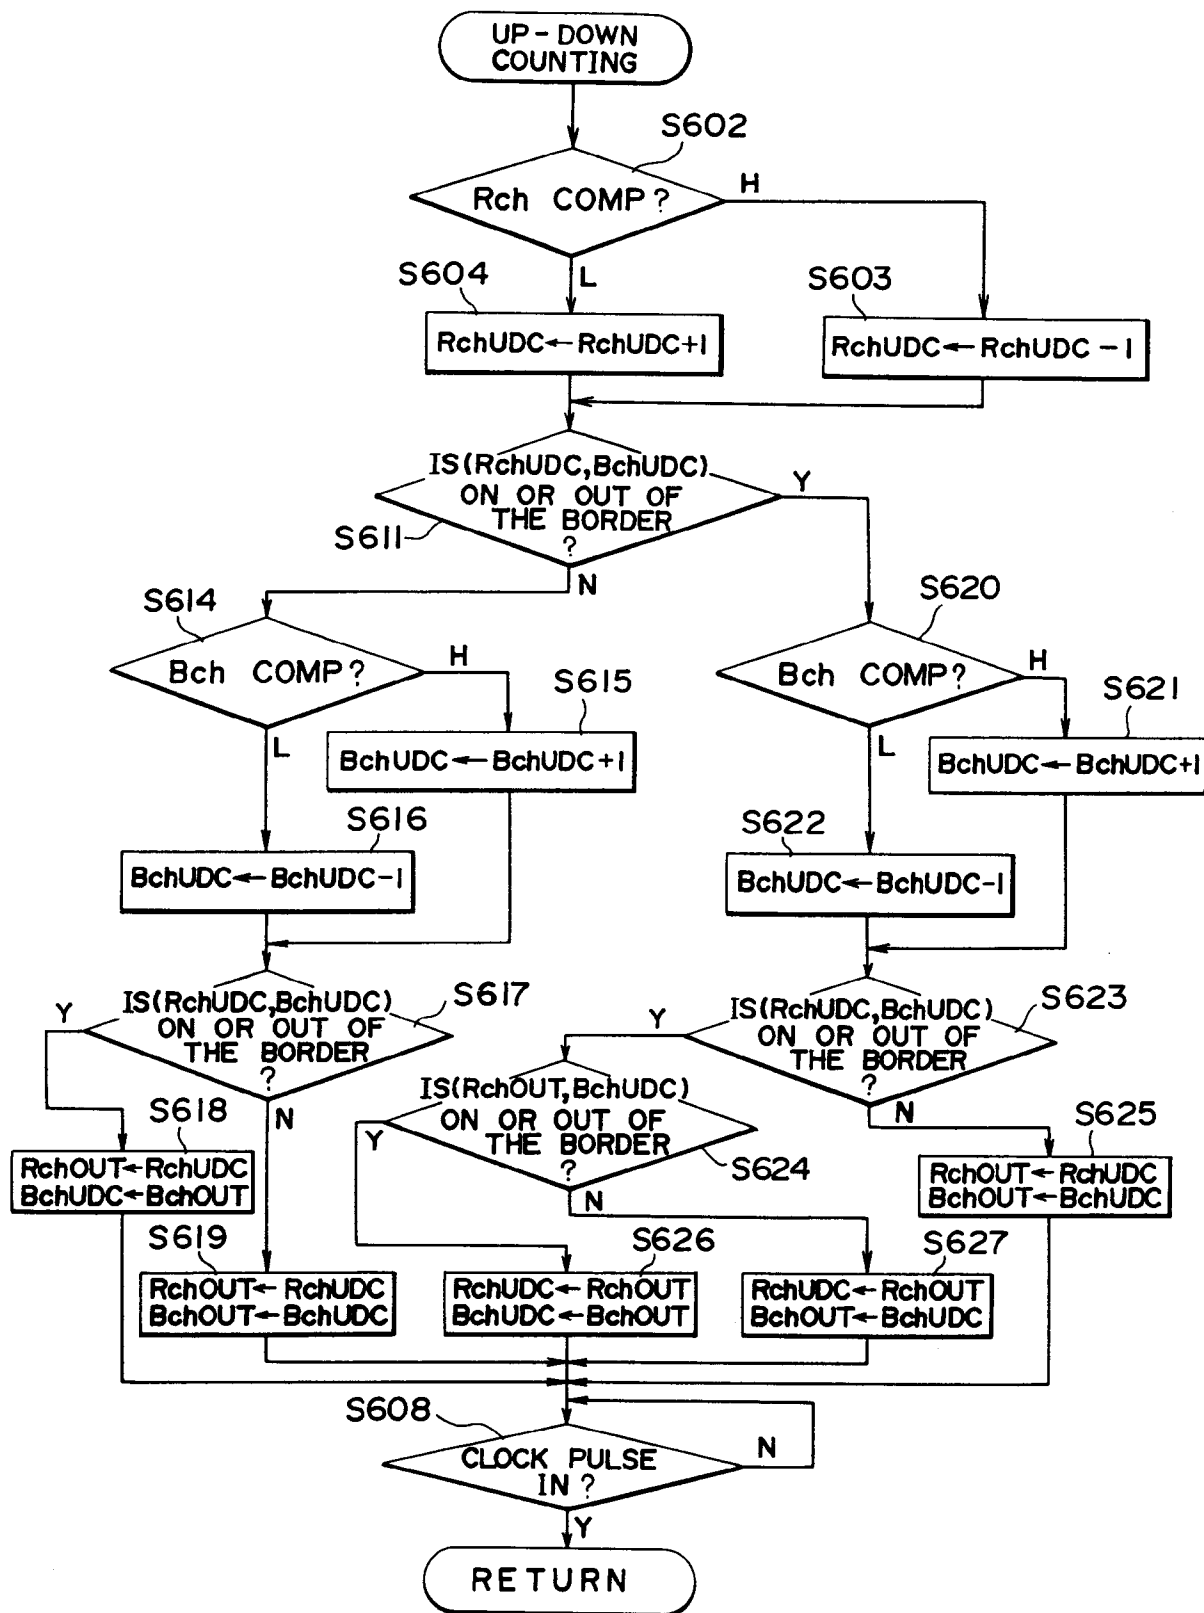 UP-DOWN
COUNTING
S602
Rch COMP?
H
L
S604
S603
RchUDC←RchUDC+1
RchUDC←RchUDC-1
IS(RchUDC,BchUDC)
ON OR OUT OF
THE BORDER
?
Y
S611
N
S614
S620
Bch COMP?
H
Bch COMP?
H
S615
S621
L
L
BchUDC←BchUDC+1
BchUDC←BchUDC+1
S616
S622
BchUDC←BchUDC-1
BchUDC←BchUDC-1
IS(RchUDC,BchUDC)
ON OR OUT OF
THE BORDER
?
Y
S617
N
IS(RchUDC,BchUDC)
ON OR OUT OF
THE BORDER
?
Y
S623
N
IS(RchOUT,BchUDC)
ON OR OUT OF
THE BORDER
?
Y
S624
N
S618
RchOUT←RchUDC
BchUDC←BchOUT
S625
RchOUT←RchUDC
BchOUT←BchUDC
S619
RchOUT←RchUDC
BchOUT←BchUDC
S626
RchUDC←RchOUT
BchUDC←BchOUT
S627
RchUDC←RchOUT
BchOUT←BchUDC
S608
CLOCK PULSE
IN?
N
Y
RETURN